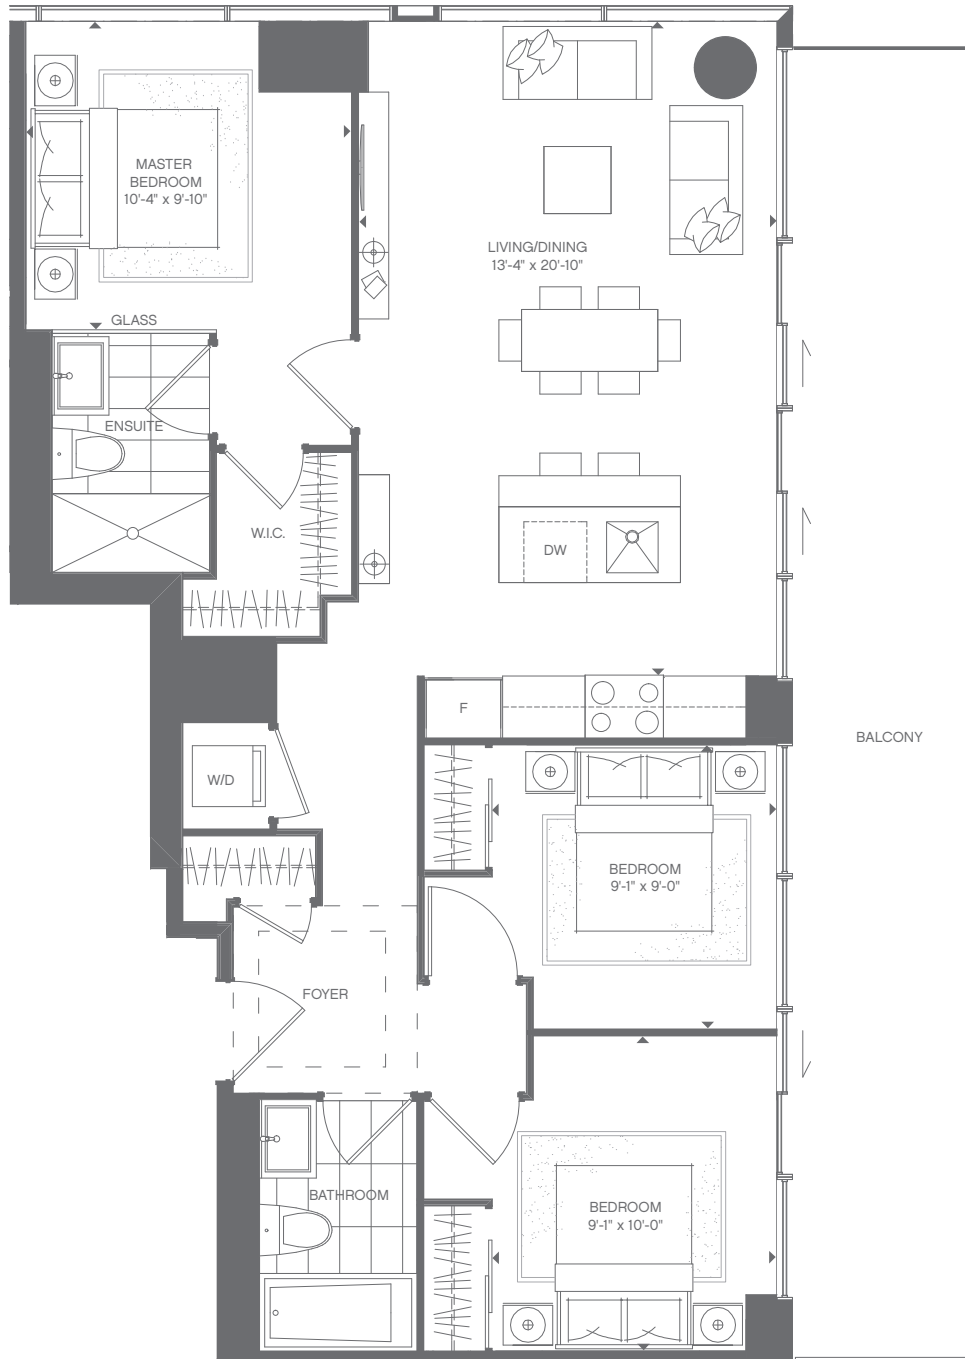 MASTER
BEDROOM
10'-4" x 9'-10"
LIVING/DINING
13'-4" x 20'-10"
GLASS
ENSUITE
W.I.C.
DW
F
BALCONY
W/D
BEDROOM
9'-1" x 9'-0"
FOYER
BATHROOM
BEDROOM
9'-1" x 10'-0"